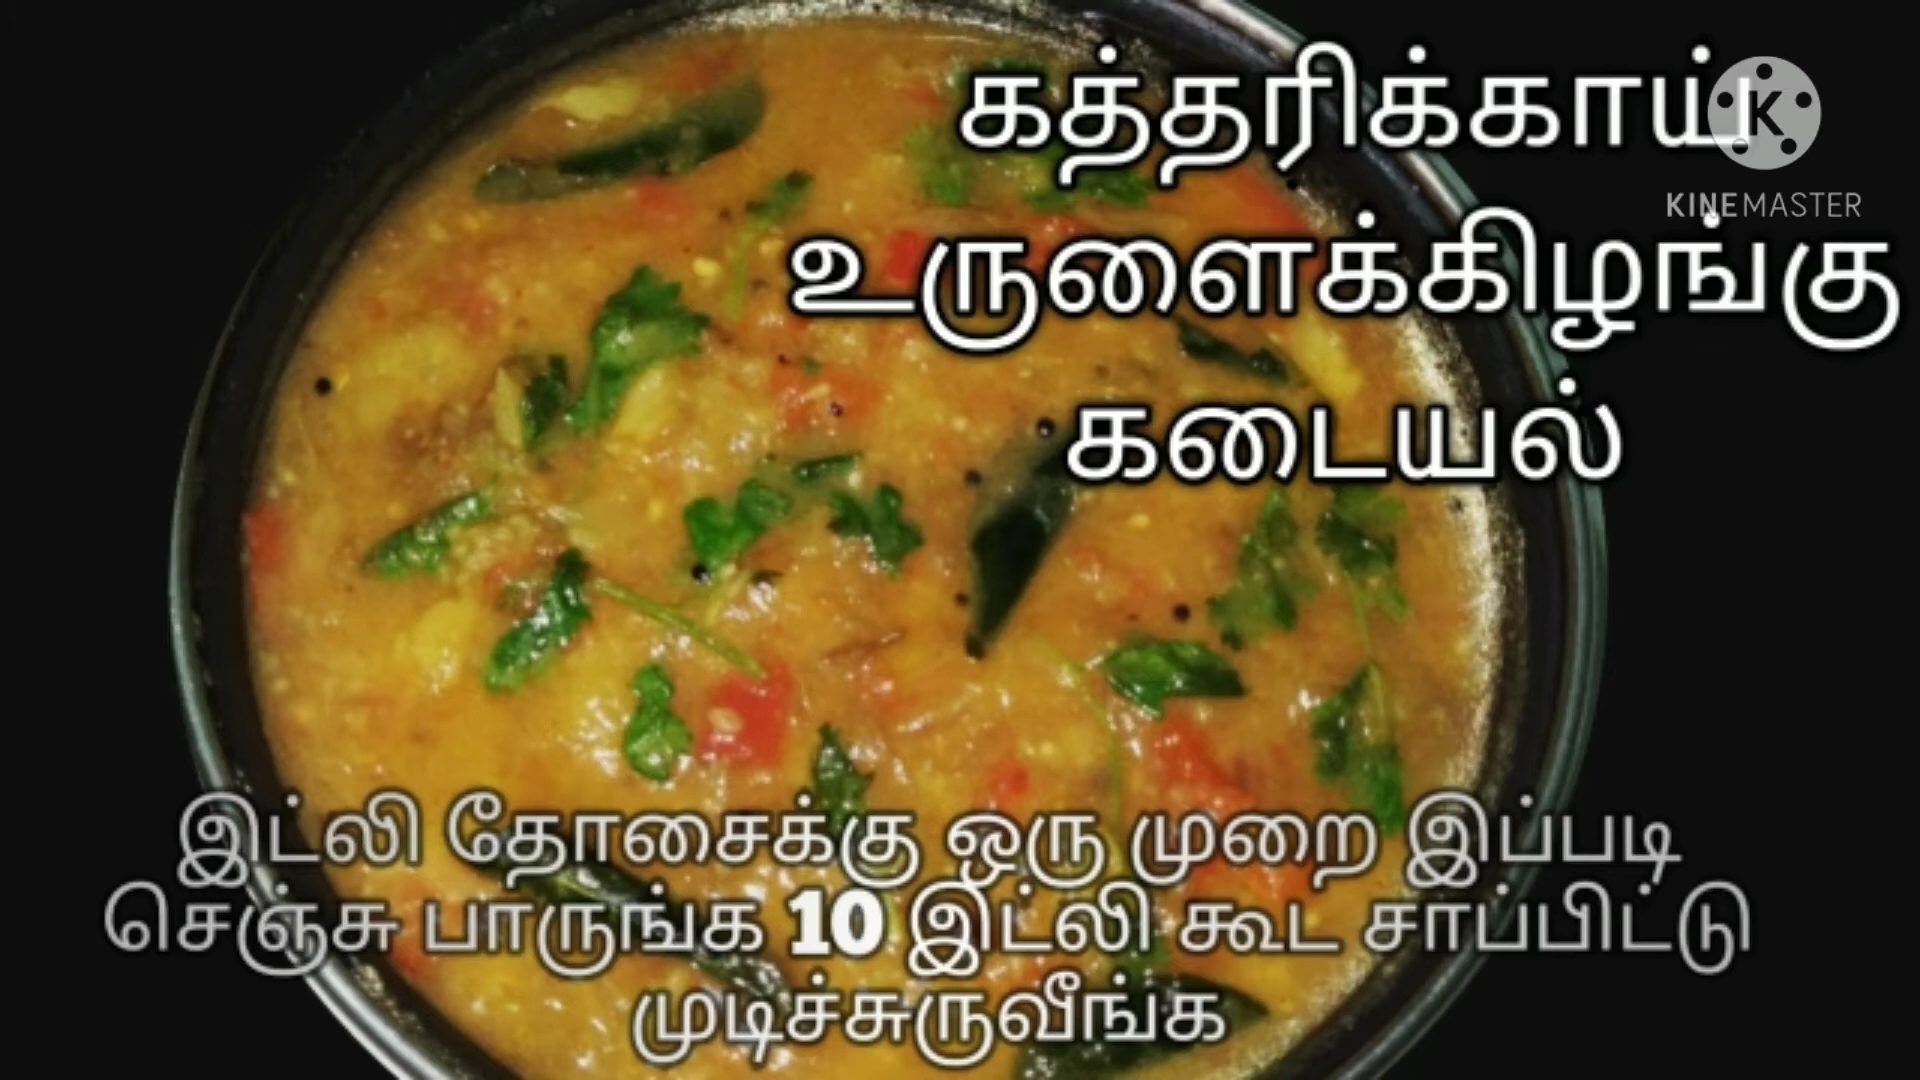 கத்தரிக்காய்
உருளைக்கிழங்கு
கடையல்
K
KINEMASTER
இட்லி தோசைக்கு ஒரு முறை இப்படி
செஞ்சு பாருங்க 10 இட்லி கூட சாப்பிட்டு
முடிச்சுருவீங்க